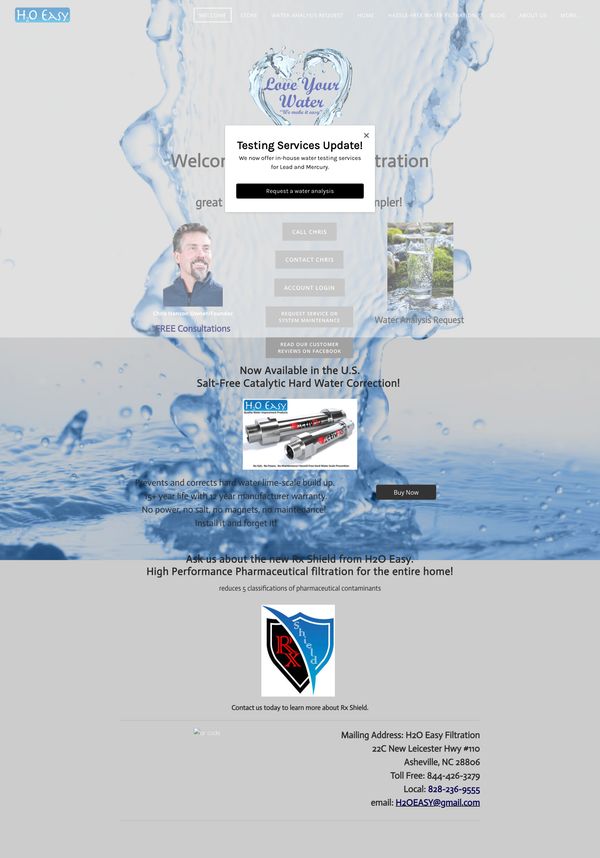 H2O Easy
WELCOME
STORE
WATER ANALYSIS REQUEST
HOME
HASSLE-FREE WATER FILTRATION
BLOG
ABOUT US
MORE...
Love Your
Water
"We make it easy"
×
Testing Services Update!
We now offer in-house water testing services
for Lead and Mercury.
Request a water analysis
Welco
tration
great
mpler!
CALL CHRIS
CONTACT CHRIS
ACCOUNT LOGIN
REQUEST SERVICE OR
SYSTEM MAINTENANCE
READ OUR CUSTOMER
REVIEWS ON FACEBOOK
Chris Hanson Owner/Founder
*FREE Consultations
Water Analysis Request
Now Available in the U.S.
Salt-Free Catalytic Hard Water Correction!
H2O Easy
Prevents and corrects hard water lime-scale build up.
15+ year life with 12 year manufacturer warranty.
No power, no salt, no magnets, no maintenance!
Install it and forget it!
Buy Now
Ask us about the new Rx Shield from H2O Easy.
High Performance Pharmaceutical filtration for the entire home!
reduces 5 classifications of pharmaceutical contaminants
Rx
Shield
Contact us today to learn more about Rx Shield.
qr code
Mailing Address: H2O Easy Filtration
22C New Leicester Hwy #110
Asheville, NC 28806
Toll Free: 844-426-3279
Local: 828-236-9555
email: H2OEASY@gmail.com